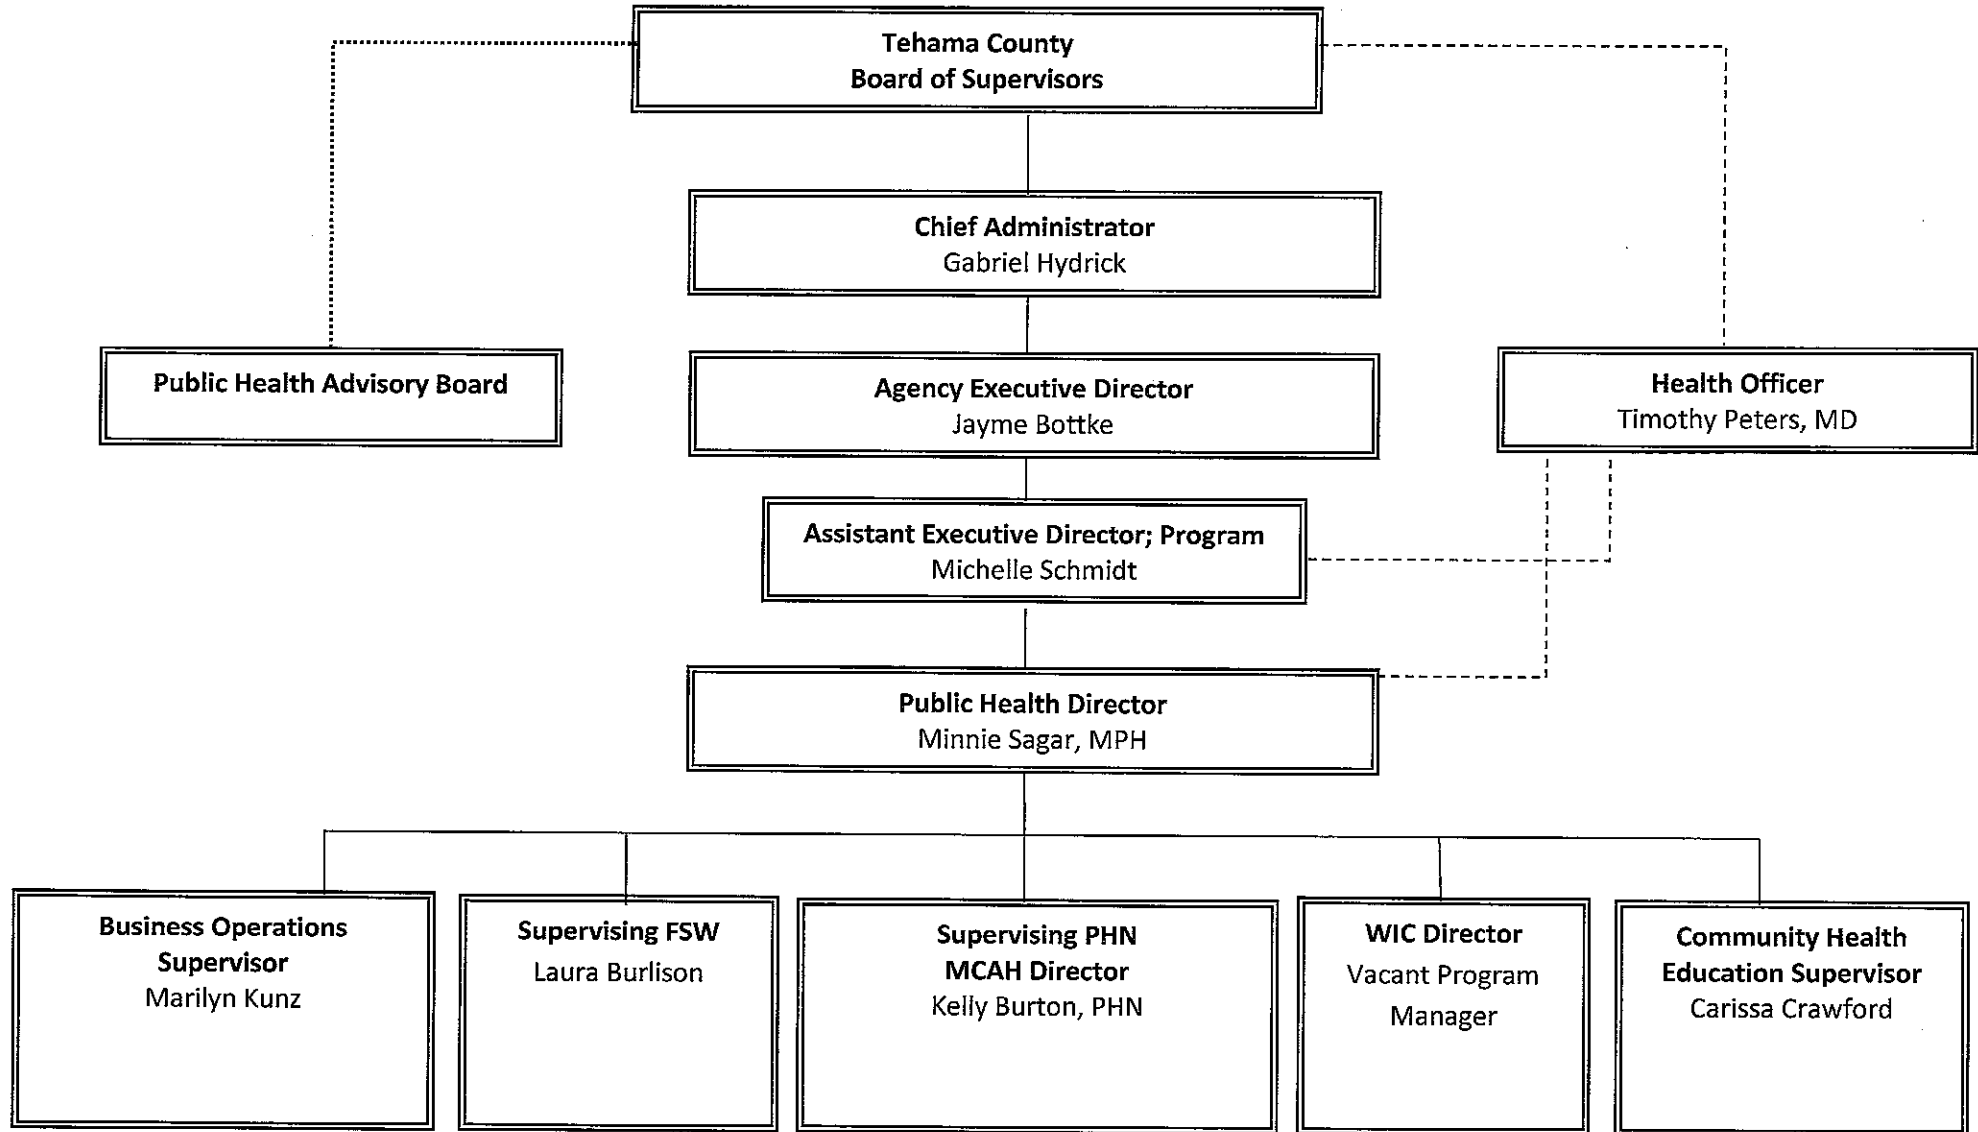 Tehama County
Board of Supervisors
Chief Administrator
Gabriel Hydrick
Public Health Advisory Board
Agency Executive Director
Jayme Bottke
Health Officer
Timothy Peters, MD
Assistant Executive Director; Program
Michelle Schmidt
Public Health Director
Minnie Sagar, MPH
Business Operations
Supervisor
Marilyn Kunz
Supervising FSW
Laura Burlison
Supervising PHN
MCAH Director
Kelly Burton, PHN
WIC Director
Vacant Program
Manager
Community Health
Education Supervisor
Carissa Crawford